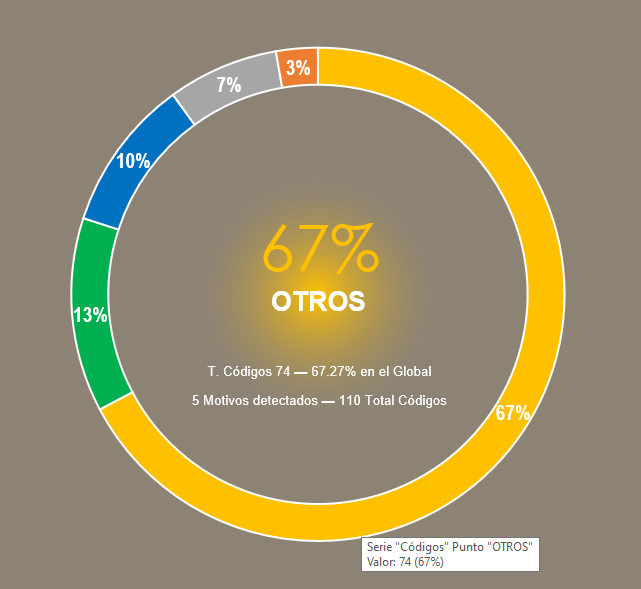 3%
7%
10%
67%
OTROS
13%
T. Códigos 74 — 67.27% en el Global
5 Motivos detectados — 110 Total Códigos
67%
Serie "Códigos" Punto "OTROS"
Valor: 74 (67%)